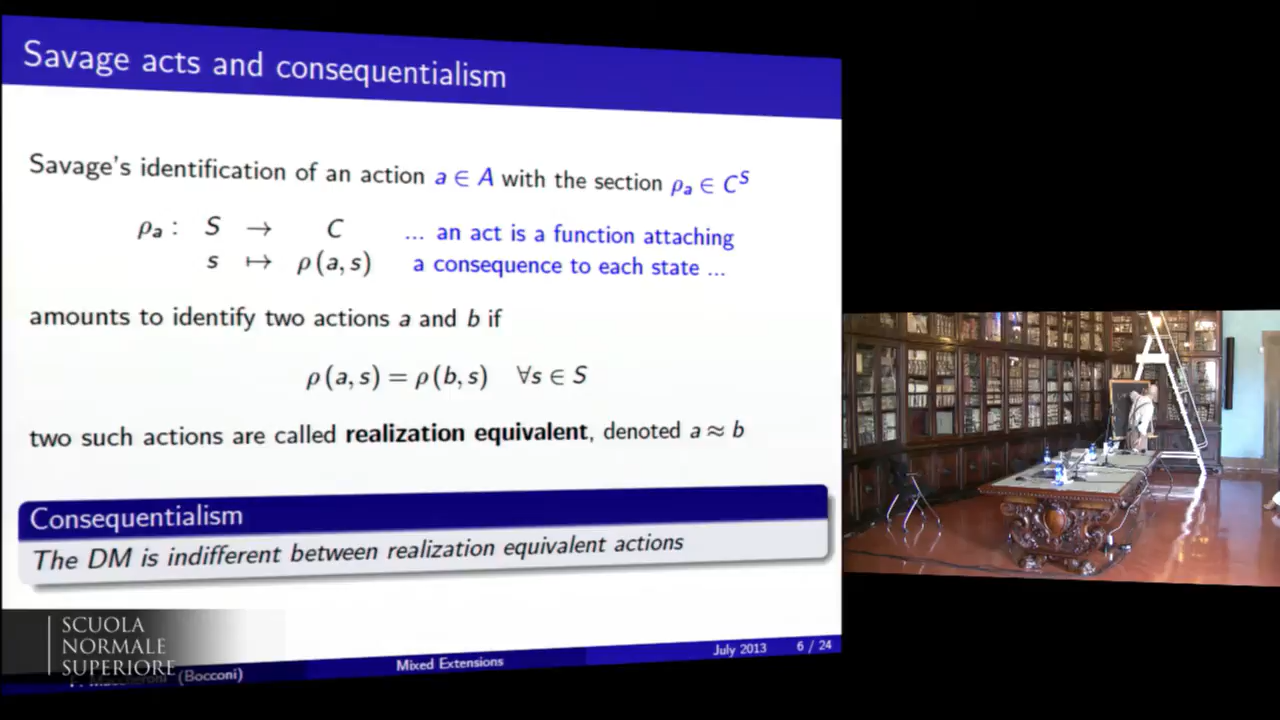 Savage acts and consequentialism
Savage's identification of an action a ∈ A with the section ρₐ ∈ Cˢ
ρₐ : S → C ... an act is a function attaching
s ↦ ρ(a, s) a consequence to each state ...
amounts to identify two actions a and b if
ρ(a, s) = ρ(b, s) ∀s ∈ S
two such actions are called realization equivalent, denoted a ≈ b
Consequentialism
The DM is indifferent between realization equivalent actions
SCUOLA
NORMALE
SUPERIORE
(Bocconi)
Mixed Extensions
July 2013
6 / 24